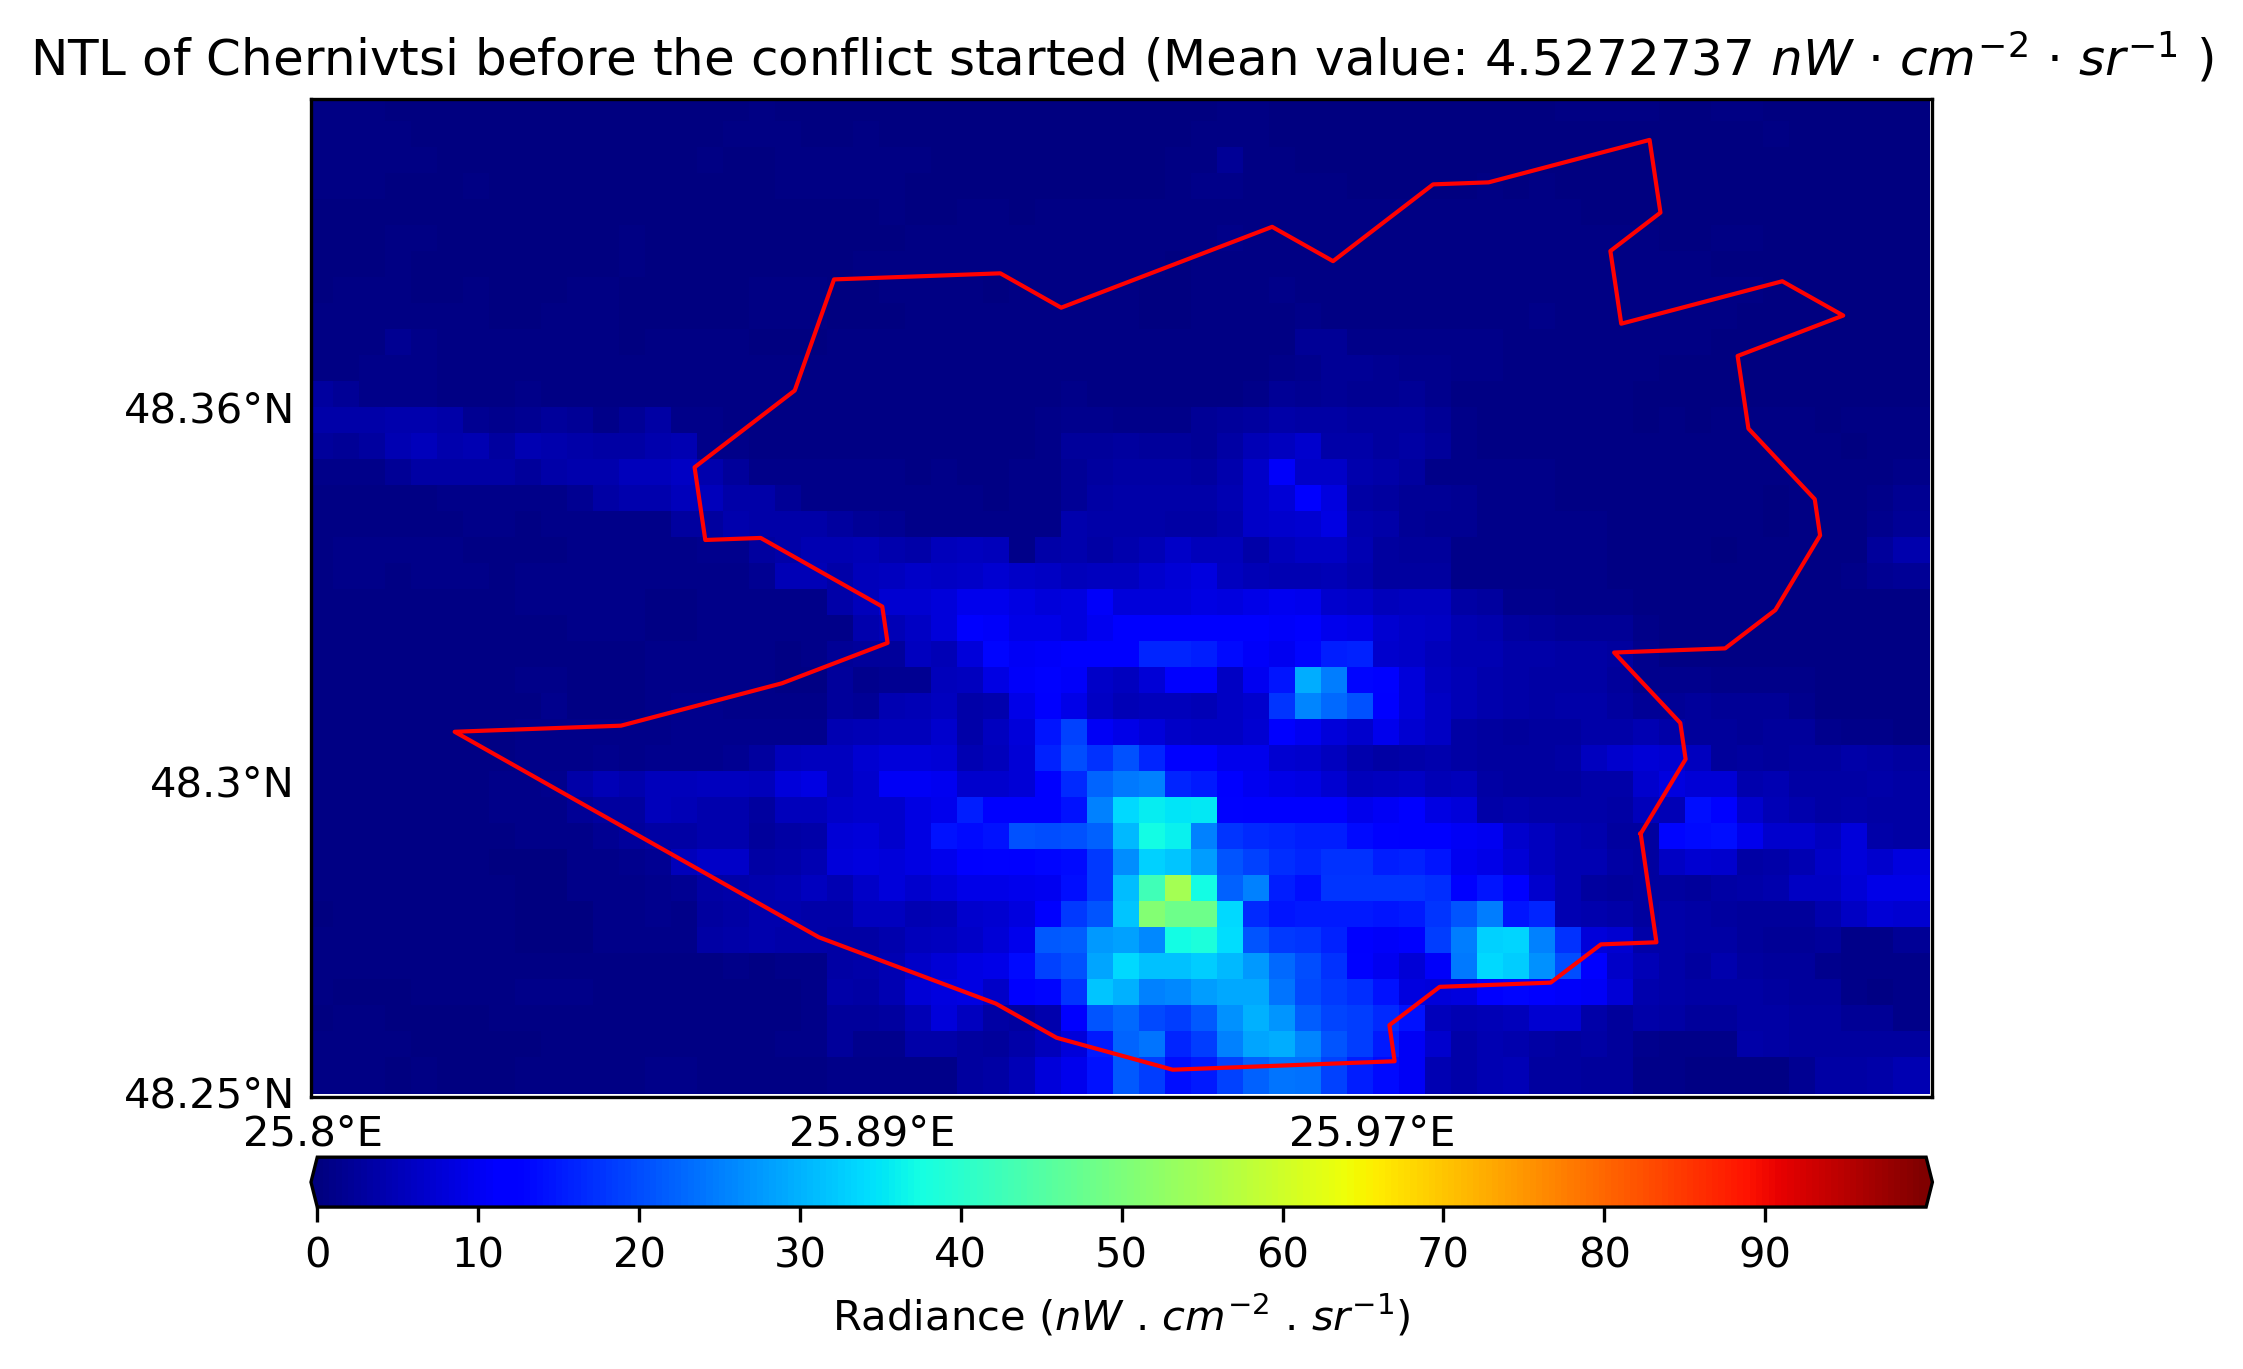 NTL of Chernivtsi before the conflict started (Mean value: 4.5272737 nW · cm⁻² · sr⁻¹ )
48.36°N
48.3°N
48.25°N
25.8°E 25.89°E 25.97°E
0 10 20 30 40 50 60 70 80 90
Radiance (nW . cm⁻² . sr⁻¹)